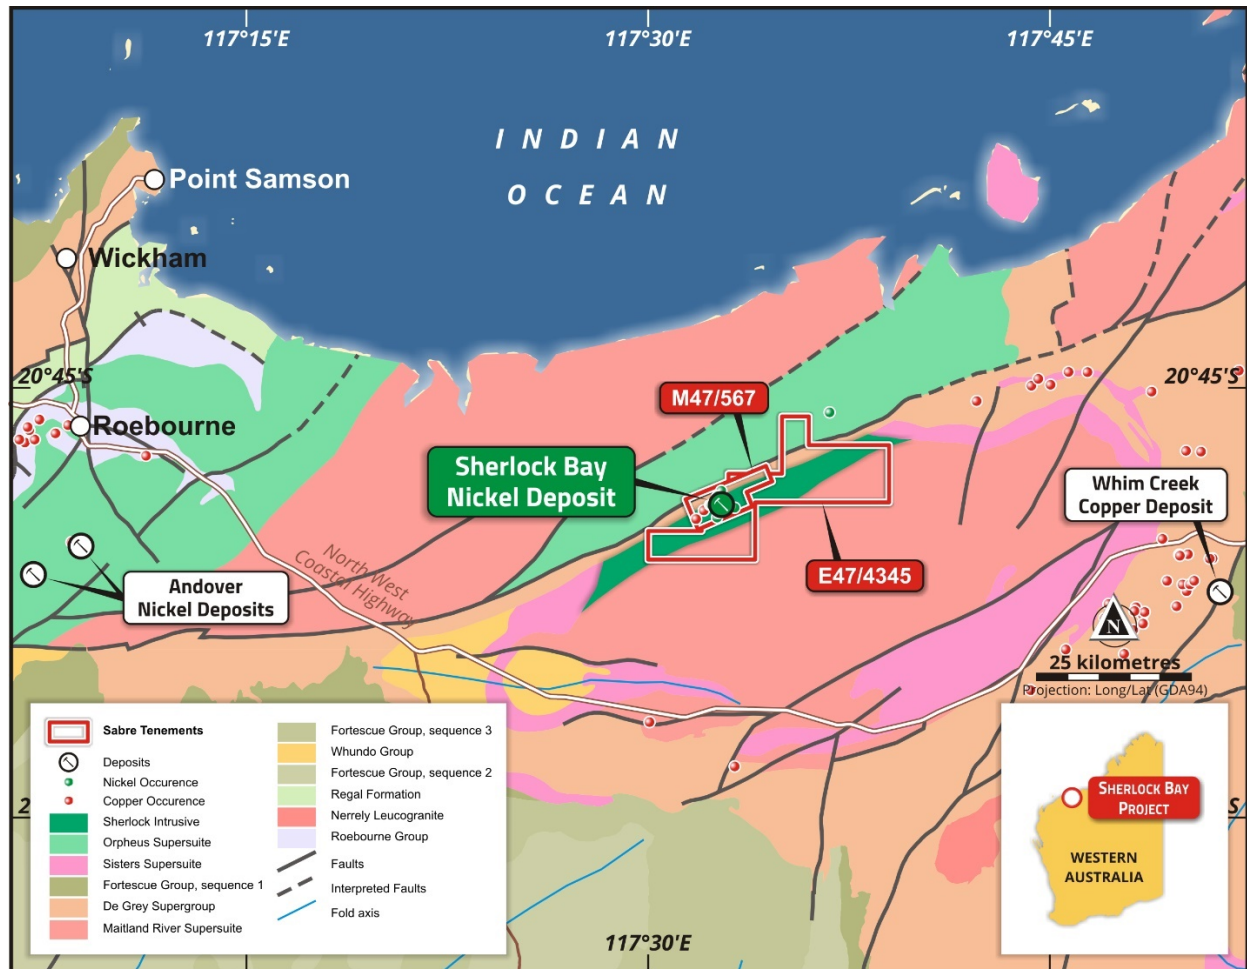 117°15'E
117°30'E
117°45'E
INDIAN
OCEAN
Point Samson
Wickham
20°45'S
20°45'S
M47/567
Roebourne
Sherlock Bay
Nickel Deposit
Whim Creek
Copper Deposit
E47/4345
Andover
Nickel Deposits
North West
Coastal Highway
N
25 kilometres
Projection: Long/Lat (GDA94)
Sabre Tenements
Deposits
Nickel Occurence
Copper Occurence
Sherlock Intrusive
Orpheus Supersuite
Sisters Supersuite
Fortescue Group, sequence 1
De Grey Supergroup
Maitland River Supersuite
Fortescue Group, sequence 3
Whundo Group
Fortescue Group, sequence 2
Regal Formation
Nerrely Leucogranite
Roebourne Group
Faults
Interpreted Faults
Fold axis
117°30'E
SHERLOCK BAY
PROJECT
WESTERN
AUSTRALIA